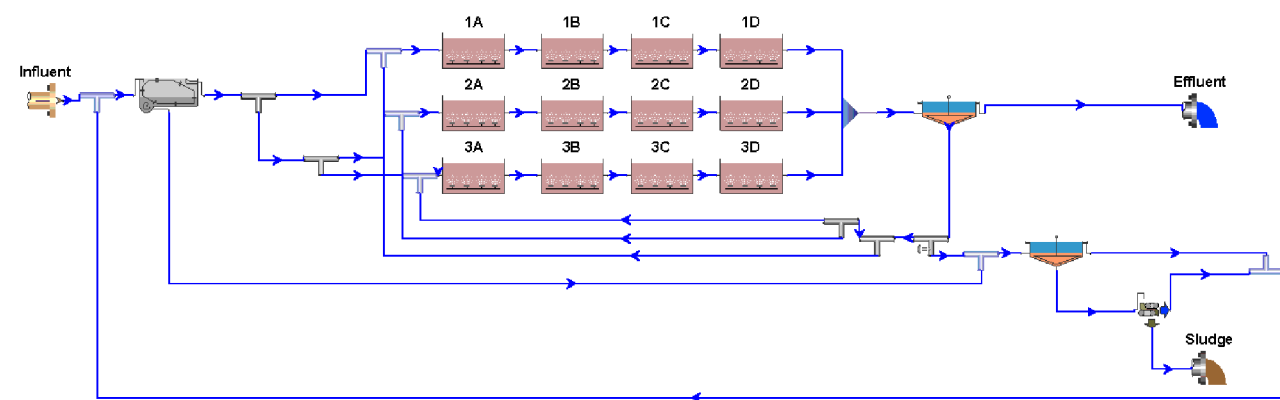 1A 1B 1C 1D
Influent
2A 2B 2C 2D
Effluent
3A 3B 3C 3D
Sludge